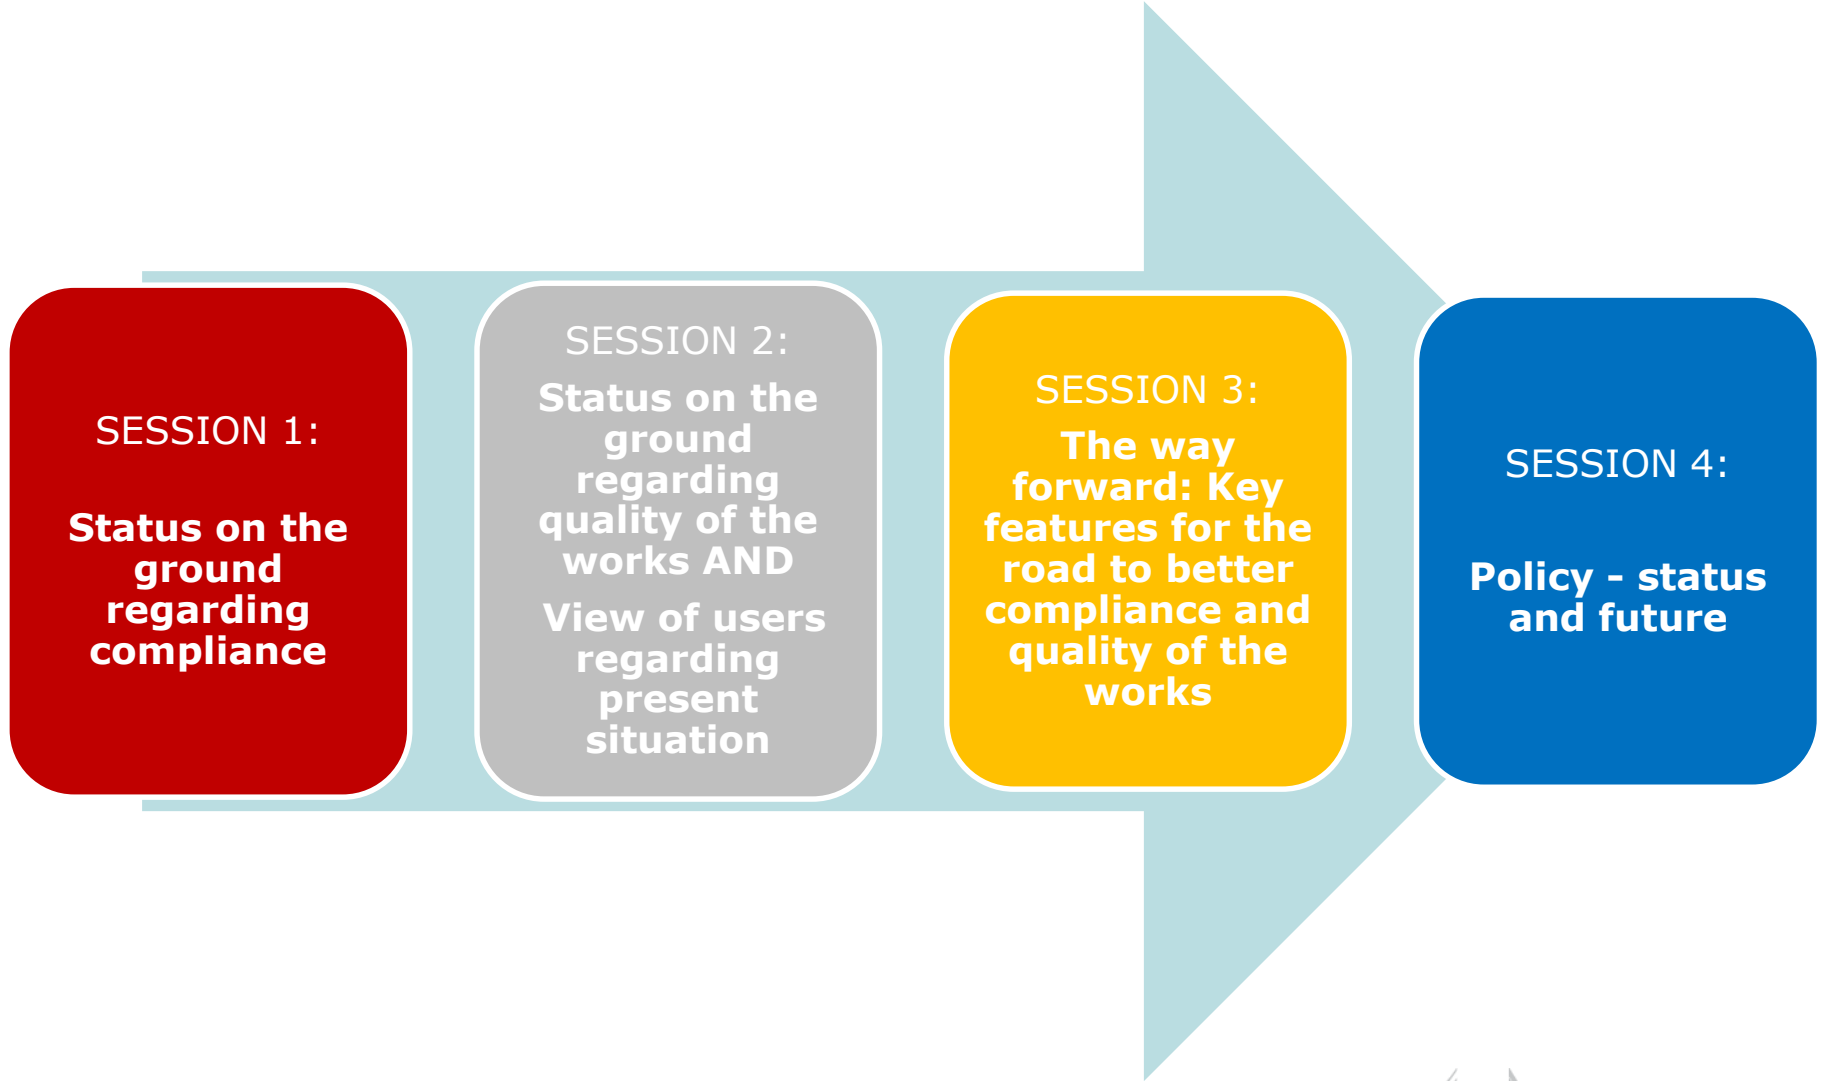 SESSION 1:
Status on the
ground
regarding
compliance
SESSION 2:
Status on the
ground
regarding
quality of the
works AND
View of users
regarding
present
situation
SESSION 3:
The way
forward: Key
features for the
road to better
compliance and
quality of the
works
SESSION 4:
Policy – status
and future